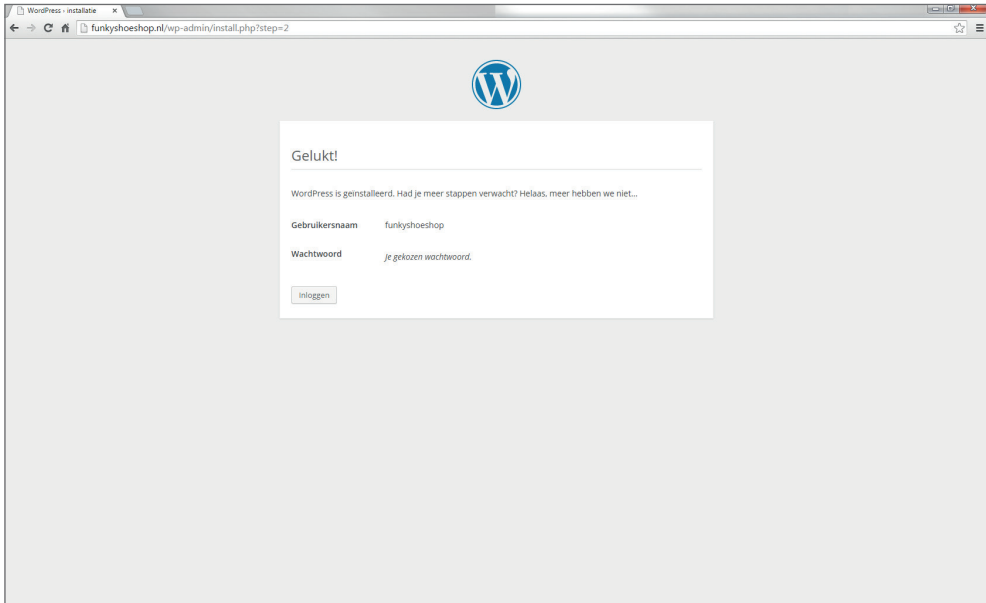 WordPress › installatie
funkyshoeshop.nl/wp-admin/install.php?step=2
Gelukt!
WordPress is geïnstalleerd. Had je meer stappen verwacht? Helaas, meer hebben we niet...
Gebruikersnaam funkyshoeshop
Wachtwoord Je gekozen wachtwoord.
Inloggen